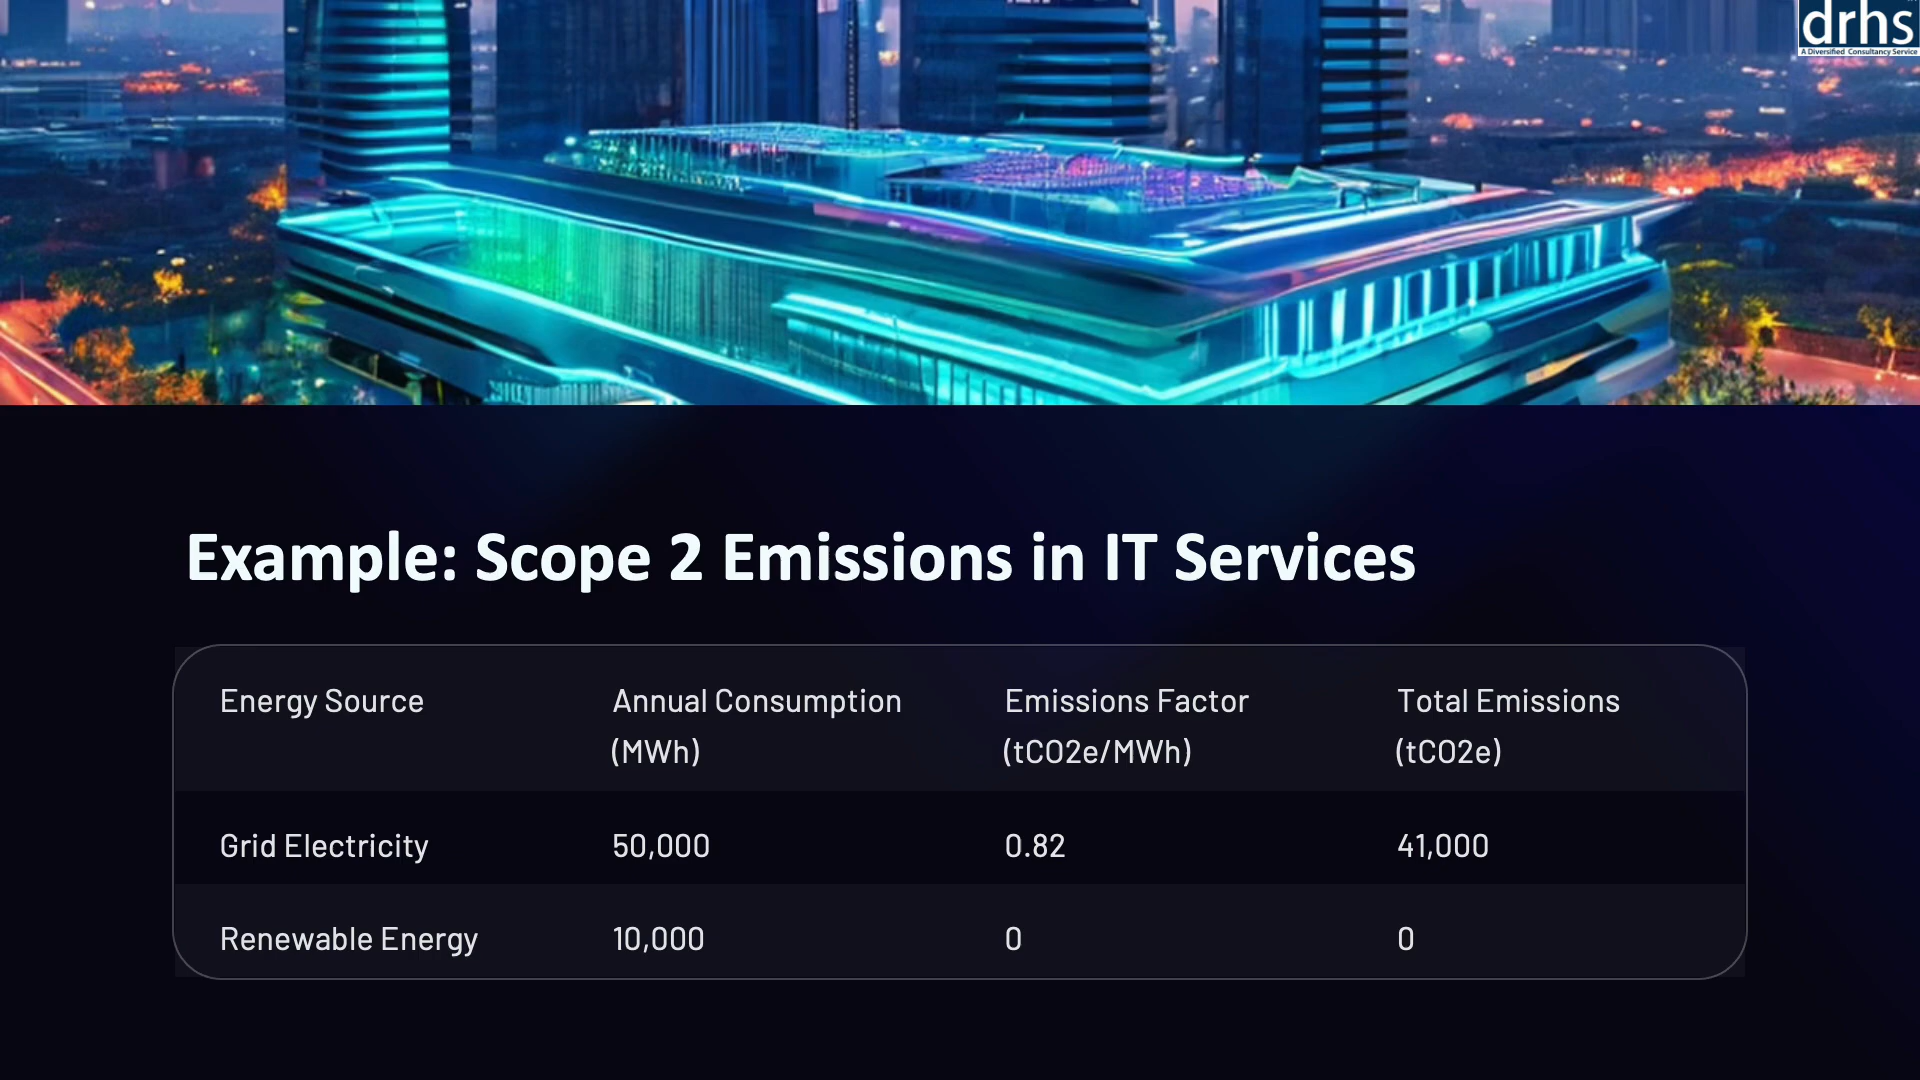 drhs
A Diversified Consultancy Service
Example: Scope 2 Emissions in IT Services
Energy Source
Annual Consumption
(MWh)
Emissions Factor
(tCO2e/MWh)
Total Emissions
(tCO2e)
Grid Electricity
50,000
0.82
41,000
Renewable Energy
10,000
0
0